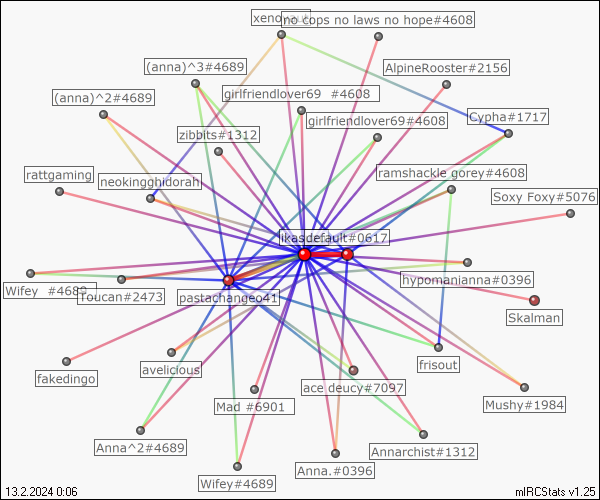 xeno
no cops no laws no hope#4608
(anna)^3#4689
AlpineRooster#2156
(anna)^2#4689
girlfriendlover69 #4608
girlfriendlover69#4608
Cypha#1717
zibbits#1312
rattgaming
neokingghidorah
ramshackle gorey#4608
Soxy Foxy#5076
ikasdefault#0617
Wifey #4689
Toucan#2473
pastachangeo41
hypomanianna#0396
Skalman
fakedingo
avelicious
ace deucy#7097
frisout
Mad #6901
Mushy#1984
Anna^2#4689
Annarchist#1312
Wifey#4689
Anna.#0396
13.2.2024 0:06
mIRCStats v1.25